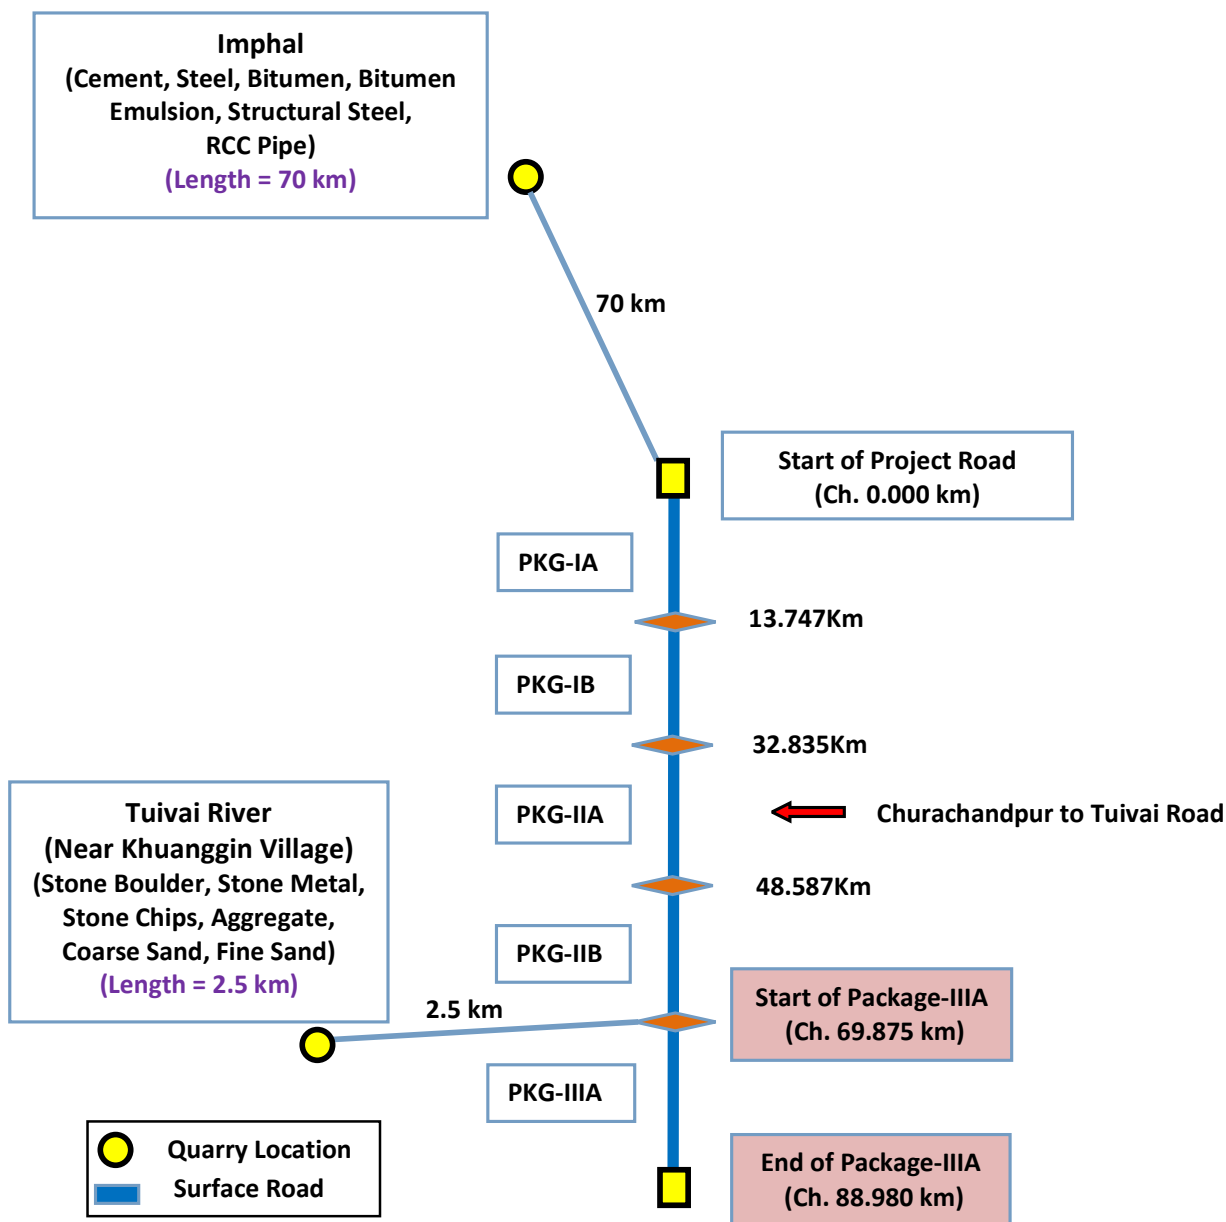 Imphal
(Cement, Steel, Bitumen, Bitumen
Emulsion, Structural Steel,
RCC Pipe)
(Length = 70 km)
70 km
Start of Project Road
(Ch. 0.000 km)
PKG-IA
13.747Km
PKG-IB
32.835Km
PKG-IIA
Churachandpur to Tuivai Road
Tuivai River
(Near Khuanggin Village)
(Stone Boulder, Stone Metal,
Stone Chips, Aggregate,
Coarse Sand, Fine Sand)
(Length = 2.5 km)
48.587Km
PKG-IIB
2.5 km
Start of Package-IIIA
(Ch. 69.875 km)
PKG-IIIA
Quarry Location
Surface Road
End of Package-IIIA
(Ch. 88.980 km)